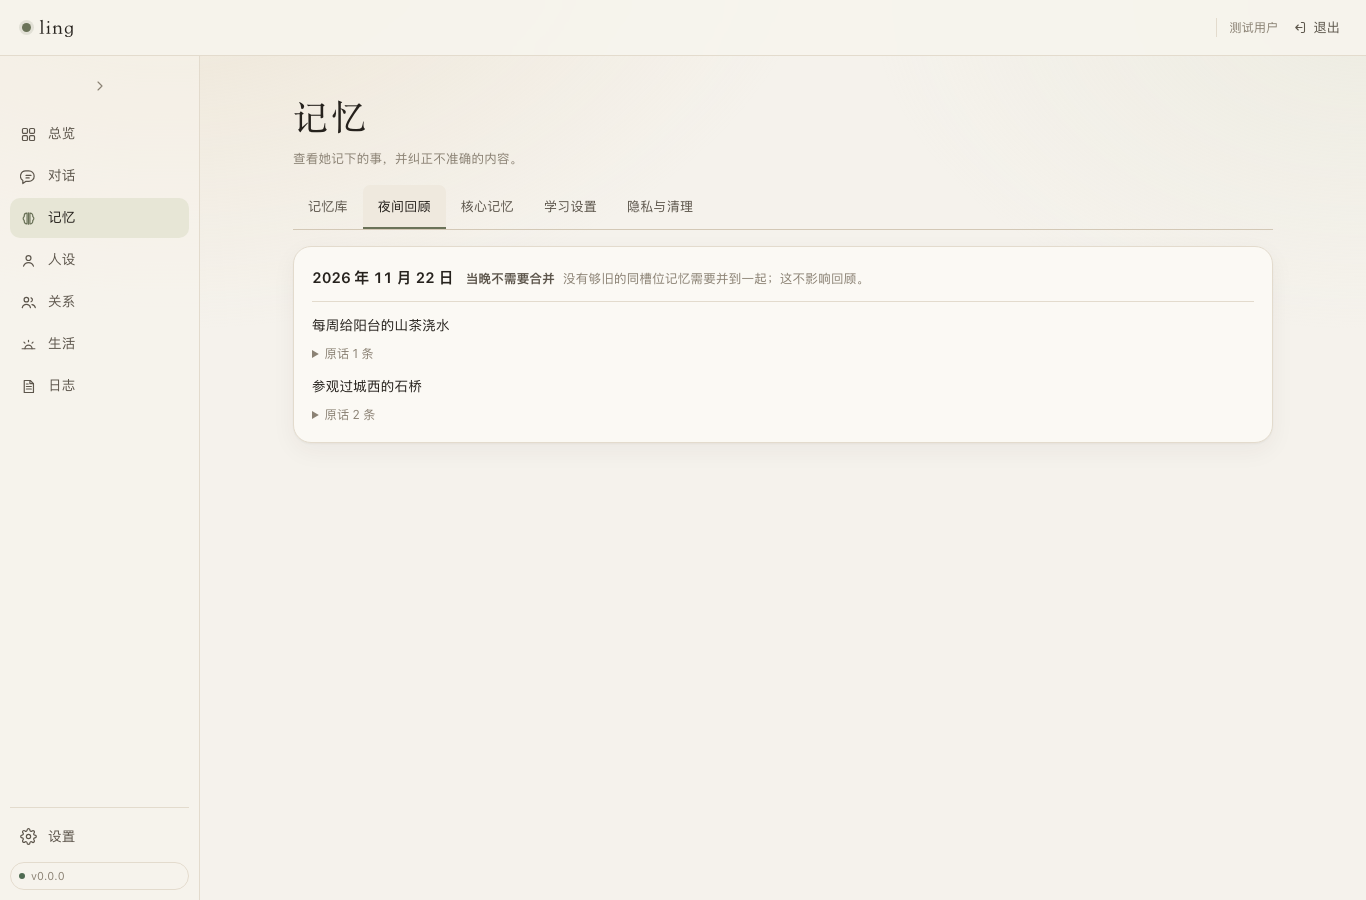 ling
测试用户 退出
总览
对话
记忆
人设
关系
生活
日志
设置
v0.0.0
记忆
查看她记下的事，并纠正不准确的内容。
记忆库 夜间回顾 核心记忆 学习设置 隐私与清理
2026 年 11 月 22 日 当晚不需要合并 没有够旧的同槽位记忆需要并到一起；这不影响回顾。
每周给阳台的山茶浇水
▶ 原话 1 条
参观过城西的石桥
▶ 原话 2 条